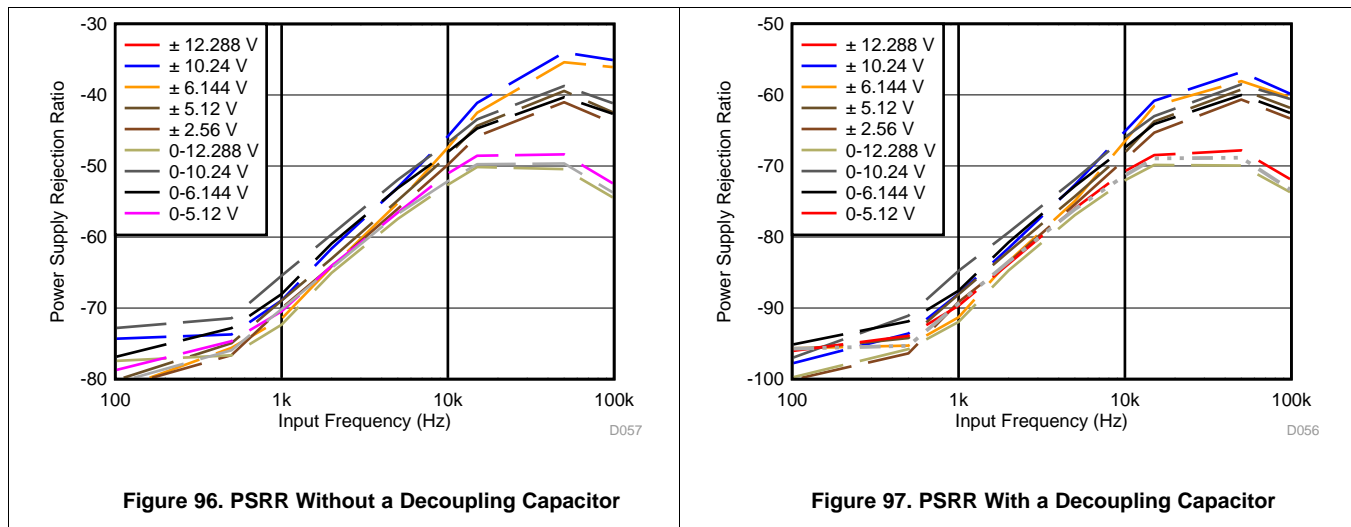 Power Supply Rejection Ratio
-30
-40
-50
-60
-70
-80
± 12.288 V
± 10.24 V
± 6.144 V
± 5.12 V
± 2.56 V
0-12.288 V
0-10.24 V
0-6.144 V
0-5.12 V
100
1k
10k
100k
Input Frequency (Hz)
D057
Figure 96. PSRR Without a Decoupling Capacitor
Power Supply Rejection Ratio
-50
-60
-70
-80
-90
-100
± 12.288 V
± 10.24 V
± 6.144 V
± 5.12 V
± 2.56 V
0-12.288 V
0-10.24 V
0-6.144 V
0-5.12 V
100
1k
10k
100k
Input Frequency (Hz)
D056
Figure 97. PSRR With a Decoupling Capacitor